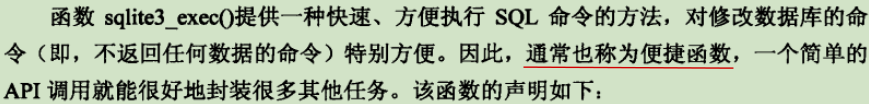 函数 sqlite3_exec()提供一种快速、方便执行 SQL 命令的方法，对修改数据库的命
令（即，不返回任何数据的命令）特别方便。因此，通常也称为便捷函数，一个简单的
API 调用就能很好地封装很多其他任务。该函数的声明如下：